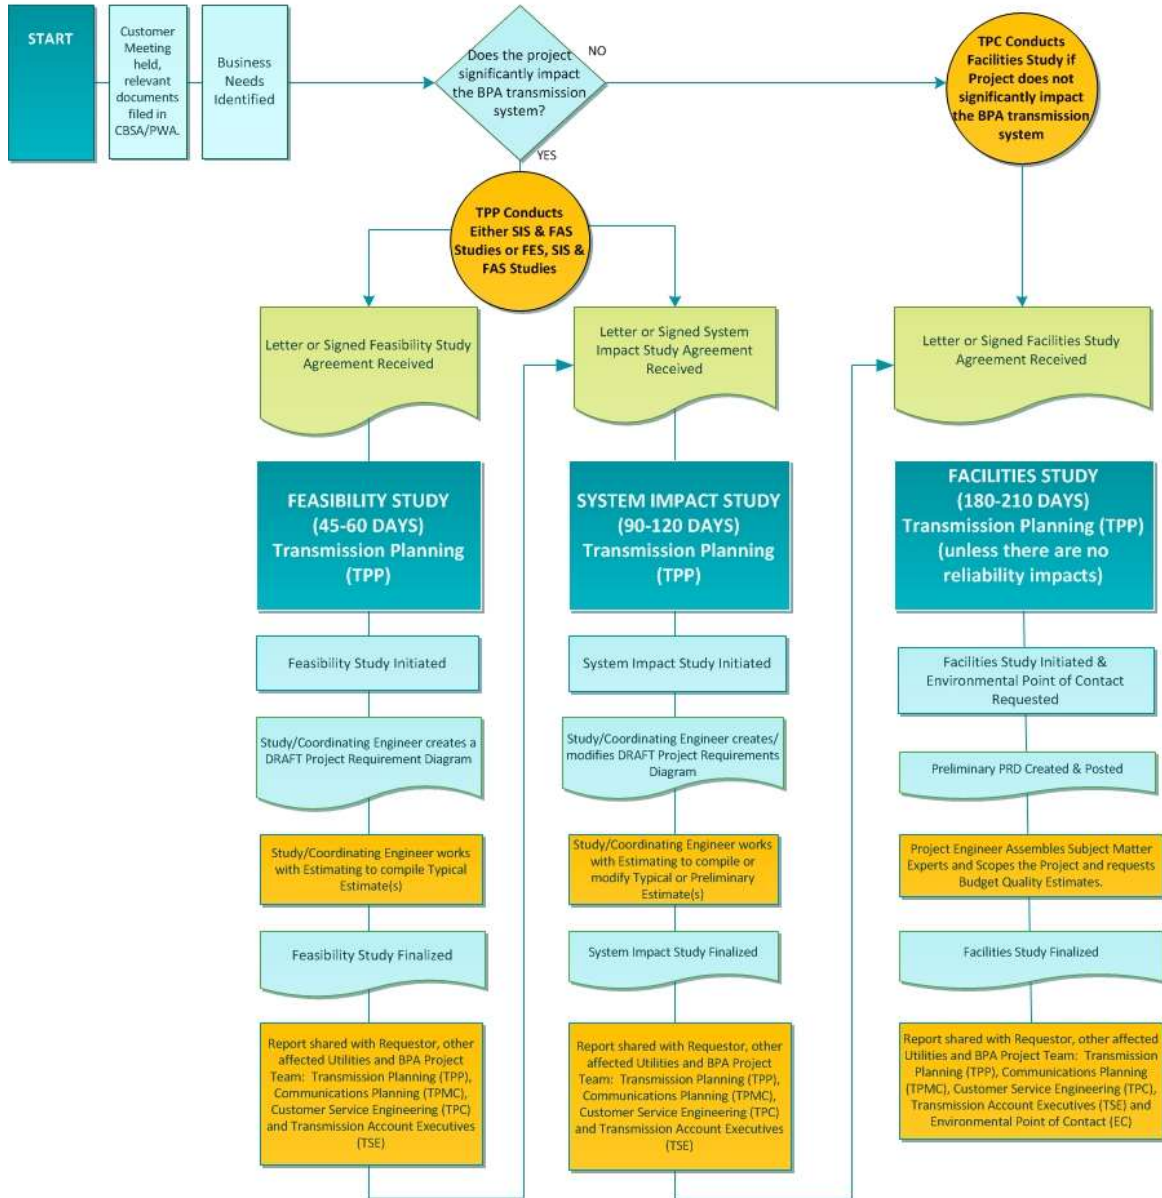 START
Customer
Meeting
held,
relevant
documents
filed in
CBSA/PWA.
Business
Needs
Identified
Does the project
significantly impact
the BPA transmission
system?
NO
YES
TPC Conducts
Facilities Study if
Project does not
significantly impact
the BPA transmission
system
TPP Conducts
Either SIS & FAS
Studies or FES, SIS &
FAS Studies
Letter or Signed Feasibility Study
Agreement Received
Letter or Signed System
Impact Study Agreement
Received
Letter or Signed Facilities Study
Agreement Received
FEASIBILITY STUDY
(45-60 DAYS)
Transmission Planning
(TPP)
SYSTEM IMPACT STUDY
(90-120 DAYS)
Transmission Planning
(TPP)
FACILITIES STUDY
(180-210 DAYS)
Transmission Planning (TPP)
(unless there are no
reliability impacts)
Feasibility Study Initiated
System Impact Study Initiated
Facilities Study Initiated &
Environmental Point of Contact
Requested
Study/Coordinating Engineer creates a
DRAFT Project Requirement Diagram
Study/Coordinating Engineer creates/
modifies DRAFT Project Requirements
Diagram
Preliminary PRD Created & Posted
Study/Coordinating Engineer works
with Estimating to compile Typical
Estimate(s)
Study/Coordinating Engineer works
with Estimating to compile or
modify Typical or Preliminary
Estimate(s)
Project Engineer Assembles Subject Matter
Experts and Scopes the Project and requests
Budget Quality Estimates.
Feasibility Study Finalized
System Impact Study Finalized
Facilities Study Finalized
Report shared with Requestor, other
affected Utilities and BPA Project
Team:  Transmission Planning (TPP),
Communications Planning (TPMC),
Customer Service Engineering (TPC)
and Transmission Account Executives
(TSE)
Report shared with Requestor, other
affected Utilities and BPA Project
Team:  Transmission Planning (TPP),
Communications Planning (TPMC),
Customer Service Engineering (TPC)
and Transmission Account Executives
(TSE)
Report shared with Requestor, other affected
Utilities and BPA Project Team:  Transmission
Planning (TPP), Communications Planning
(TPMC), Customer Service Engineering (TPC),
Transmission Account Executives (TSE) and
Environmental Point of Contact (EC)